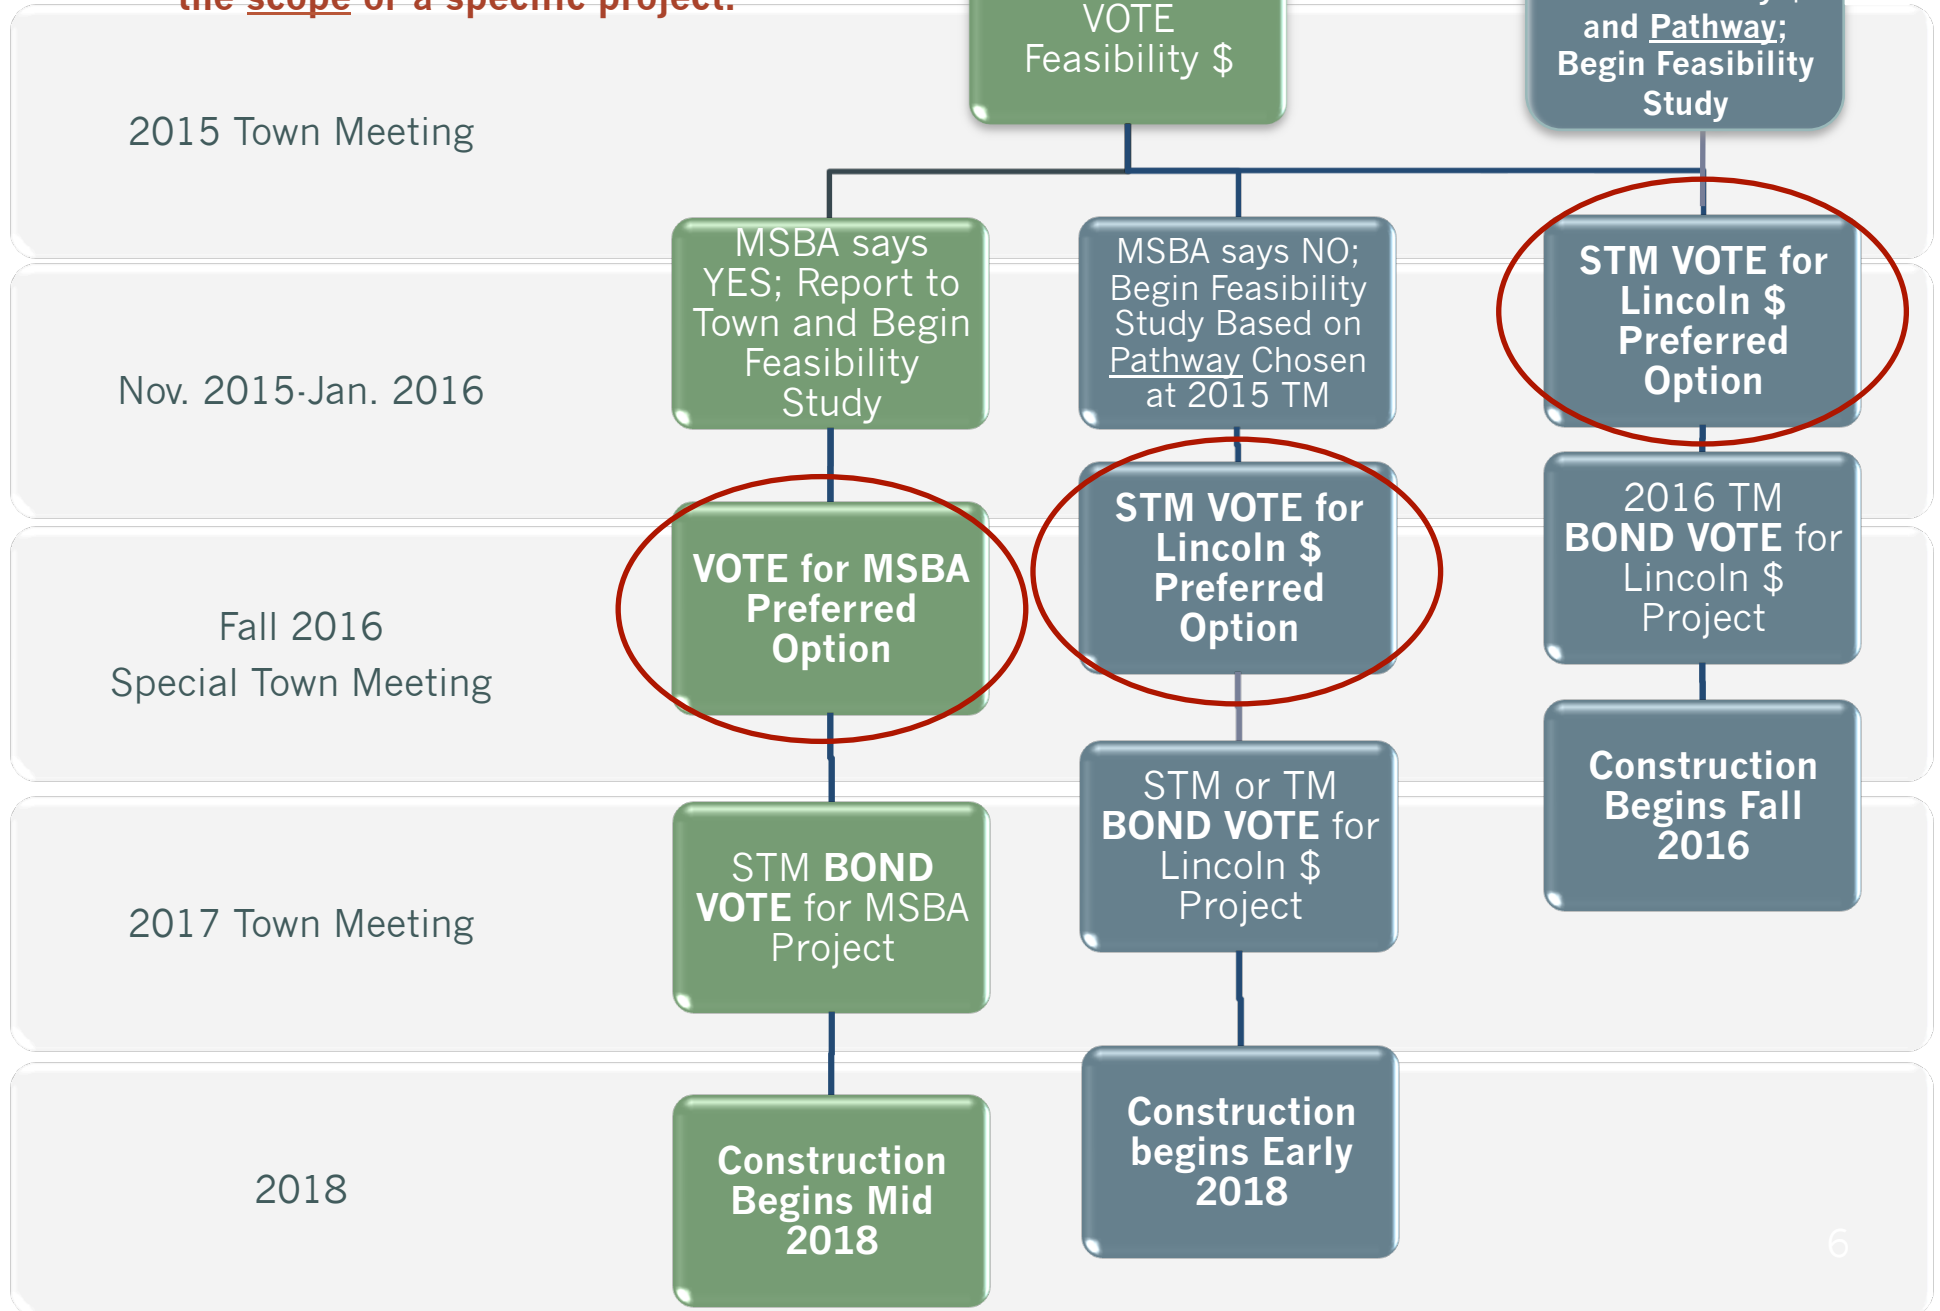 the scope of a specific project.
VOTE
Feasibility $
and Pathway;
Begin Feasibility
Study
2015 Town Meeting
MSBA says
YES; Report to
Town and Begin
Feasibility
Study
MSBA says NO;
Begin Feasibility
Study Based on
Pathway Chosen
at 2015 TM
STM VOTE for
Lincoln $
Preferred
Option
Nov. 2015-Jan. 2016
VOTE for MSBA
Preferred
Option
STM VOTE for
Lincoln $
Preferred
Option
2016 TM
BOND VOTE for
Lincoln $
Project
Fall 2016
Special Town Meeting
STM BOND
VOTE for MSBA
Project
STM or TM
BOND VOTE for
Lincoln $
Project
Construction
Begins Fall
2016
2017 Town Meeting
Construction
Begins Mid
2018
Construction
begins Early
2018
2018
6